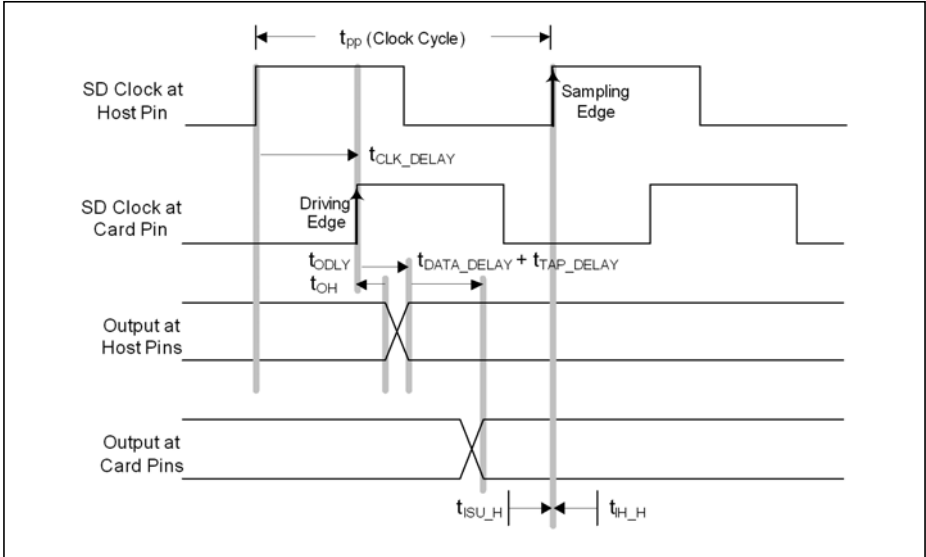 tpp (Clock Cycle)
SD Clock at
Host Pin
Sampling
Edge
tCLK_DELAY
SD Clock at
Card Pin
Driving
Edge
tODLY
tDATA_DELAY + tTAP_DELAY
tOH
Output at
Host Pins
Output at
Card Pins
tISU_H
tIH_H